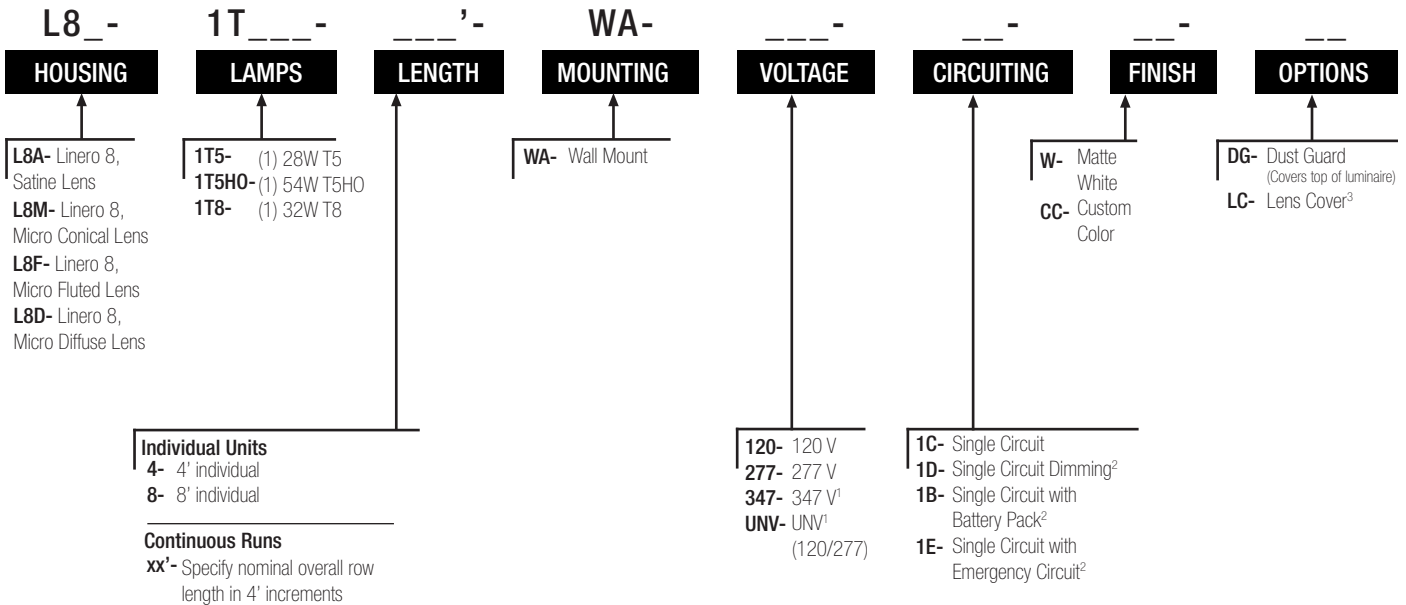 L8_- 1T___- ___’- WA- ___- __- __- __
HOUSING LAMPS LENGTH MOUNTING VOLTAGE CIRCUITING FINISH OPTIONS
L8A- Linero 8,
Satine Lens
L8M- Linero 8,
Micro Conical Lens
L8F- Linero 8,
Micro Fluted Lens
L8D- Linero 8,
Micro Diffuse Lens
1T5- (1) 28W T5
1T5HO- (1) 54W T5HO
1T8- (1) 32W T8
WA- Wall Mount
W- Matte
White
CC- Custom
Color
DG- Dust Guard
(Covers top of luminaire)
LC- Lens Cover³
Individual Units
4- 4’ individual
8- 8’ individual
Continuous Runs
xx’- Specify nominal overall row
length in 4’ increments
120- 120 V
277- 277 V
347- 347 V¹
UNV- UNV¹
(120/277)
1C- Single Circuit
1D- Single Circuit Dimming²
1B- Single Circuit with
Battery Pack²
1E- Single Circuit with
Emergency Circuit²